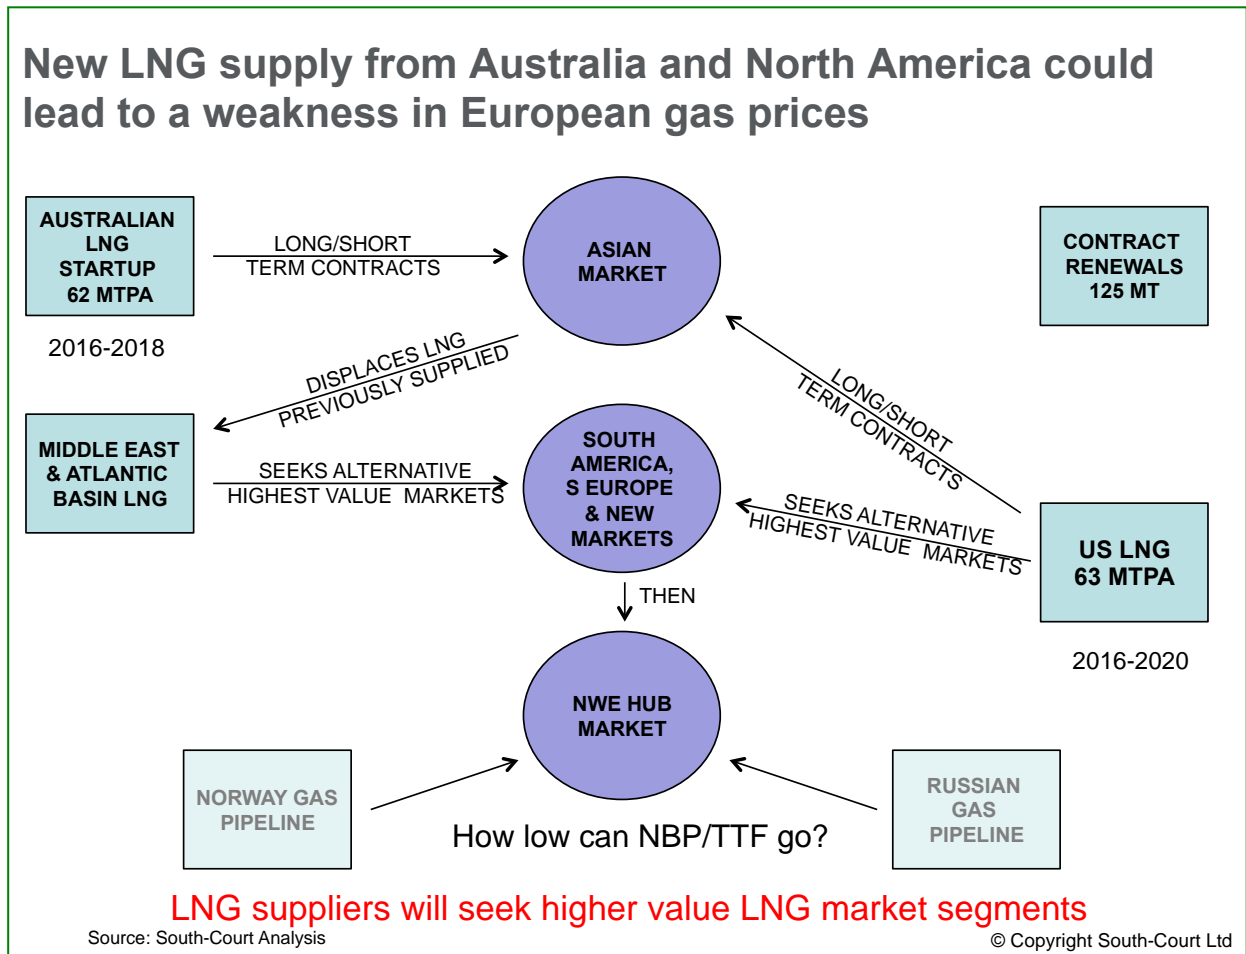 New LNG supply from Australia and North America could
lead to a weakness in European gas prices
AUSTRALIAN
LNG
STARTUP
62 MTPA
2016-2018
LONG/SHORT
TERM CONTRACTS
ASIAN
MARKET
CONTRACT
RENEWALS
125 MT
DISPLACES LNG
PREVIOUSLY SUPPLIED
LONG/SHORT
TERM CONTRACTS
MIDDLE EAST
& ATLANTIC
BASIN LNG
SEEKS ALTERNATIVE
HIGHEST VALUE MARKETS
SOUTH
AMERICA,
S EUROPE
& NEW
MARKETS
SEEKS ALTERNATIVE
HIGHEST VALUE MARKETS
US LNG
63 MTPA
2016-2020
THEN
NWE HUB
MARKET
NORWAY GAS
PIPELINE
RUSSIAN
GAS
PIPELINE
How low can NBP/TTF go?
LNG suppliers will seek higher value LNG market segments
Source: South-Court Analysis
© Copyright South-Court Ltd